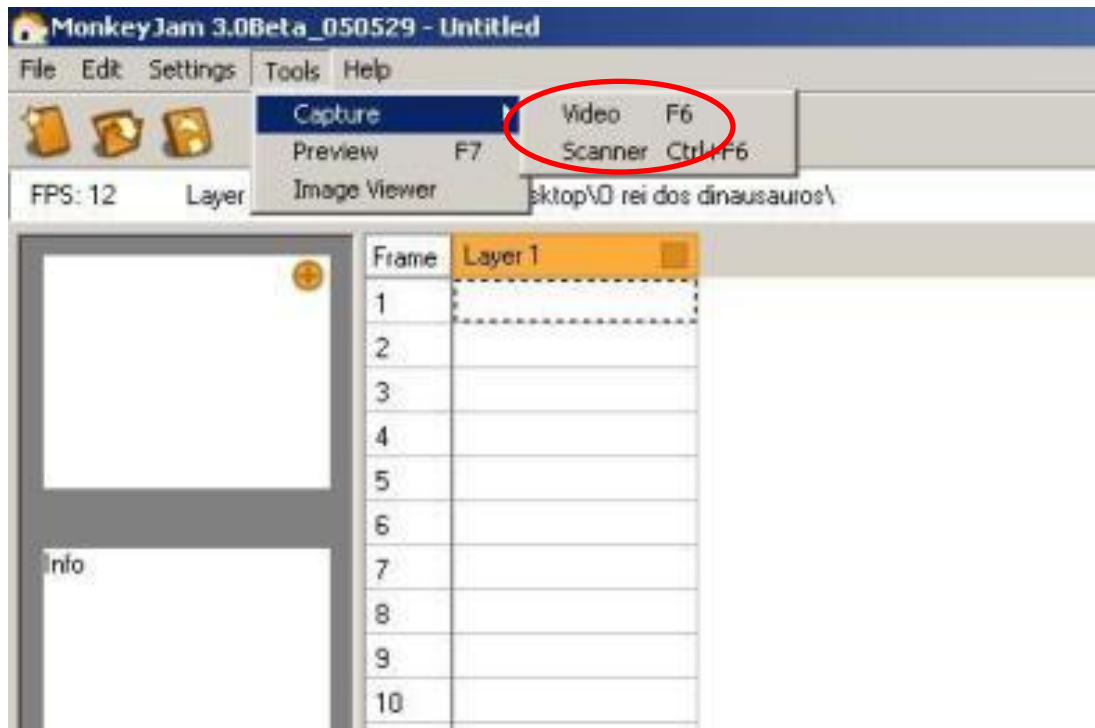 MonkeyJam 3.0Beta_050529 - Untitled
File Edit Settings Tools Help
Capture Video F6
Preview F7 Scanner Ctrl+F6
Image Viewer
FPS: 12 Layer sktop\O rei dos dinausauros\
Frame Layer 1
1
2
3
4
5
6
Info
7
8
9
10